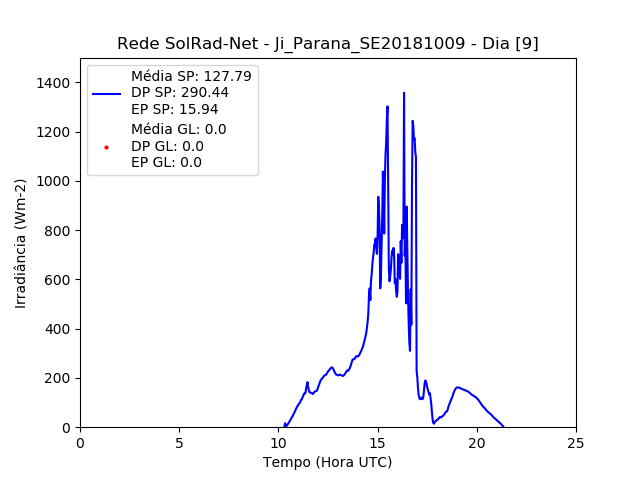 Rede SolRad-Net - Ji_Parana_SE20181009 - Dia [9]
Média SP: 127.79
DP SP: 290.44
EP SP: 15.94
Média GL: 0.0
DP GL: 0.0
EP GL: 0.0
Irradiância (Wm-2)
1400
1200
1000
800
600
400
200
0
0 5 10 15 20 25
Tempo (Hora UTC)